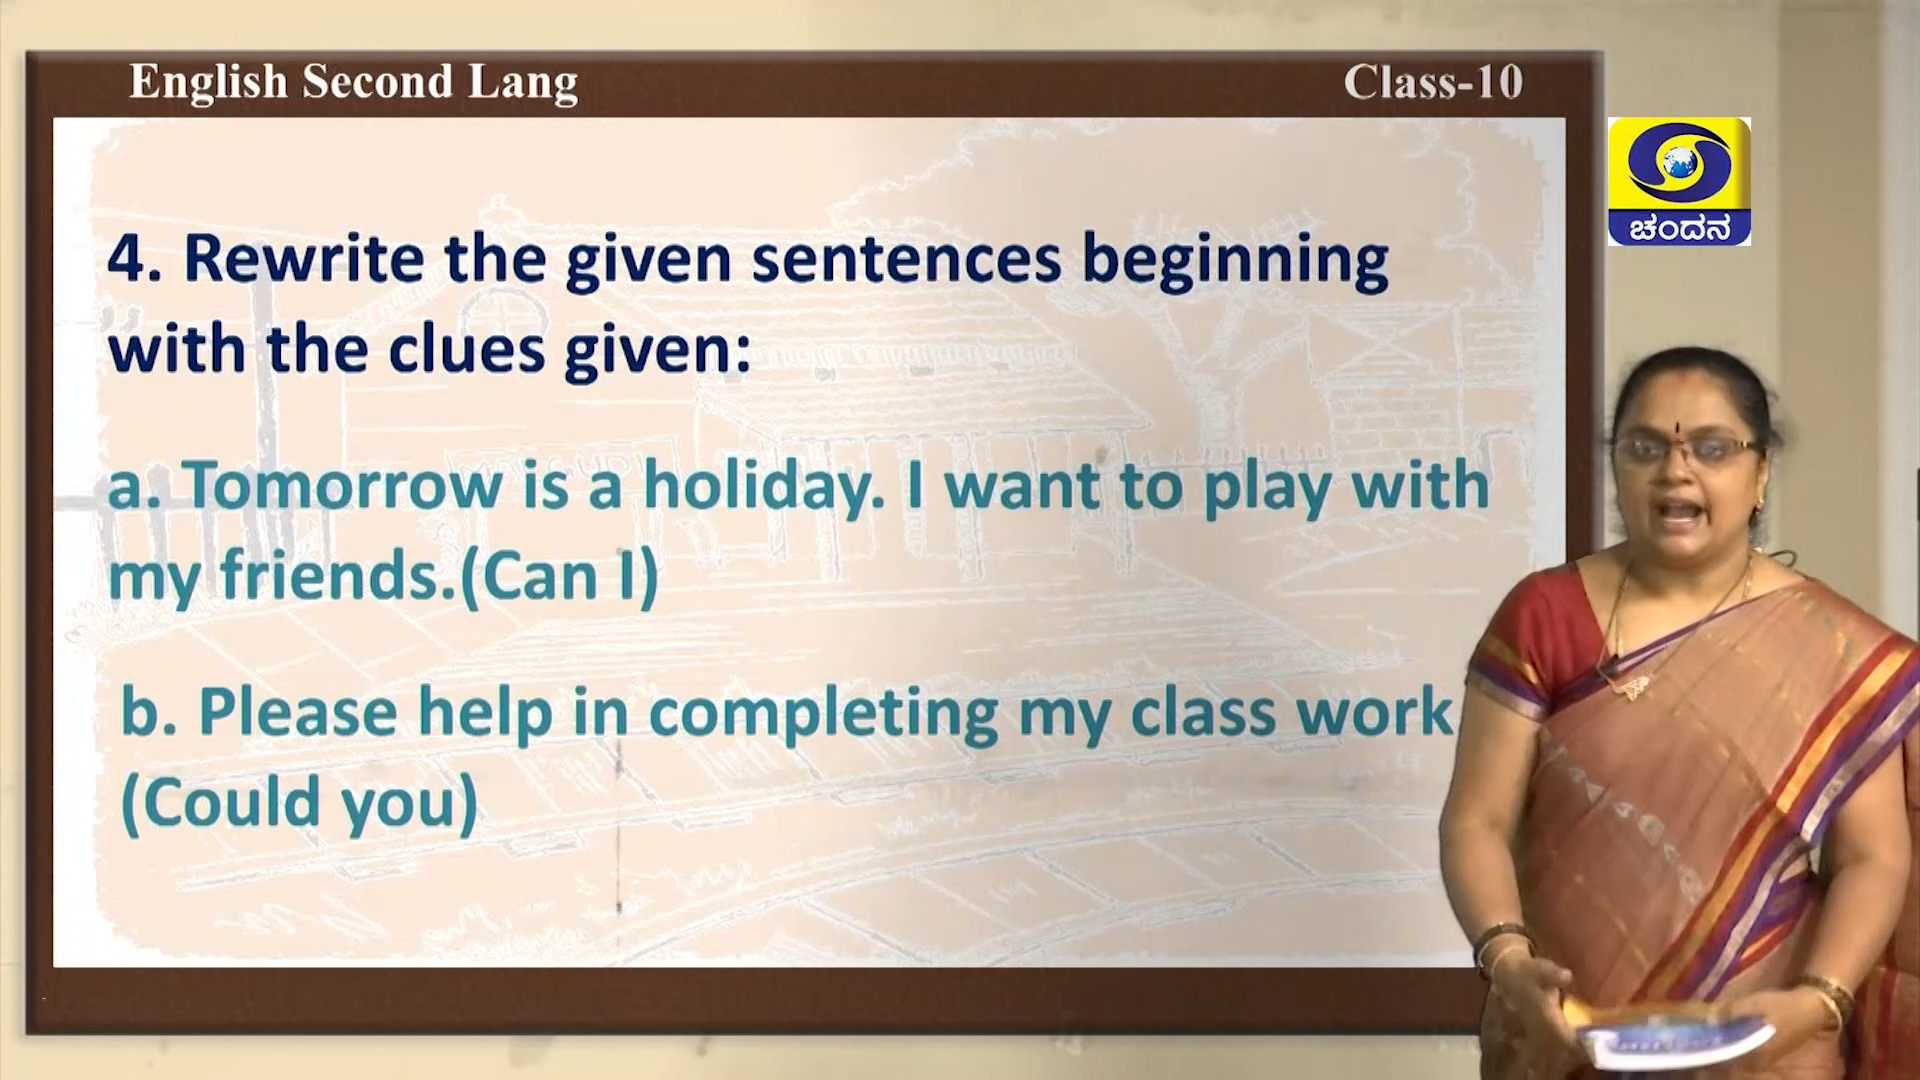 English Second Lang
Class-10
ಚಂದನ
4. Rewrite the given sentences beginning
with the clues given:
a. Tomorrow is a holiday. I want to play with
my friends.(Can I)
b. Please help in completing my class work
(Could you)